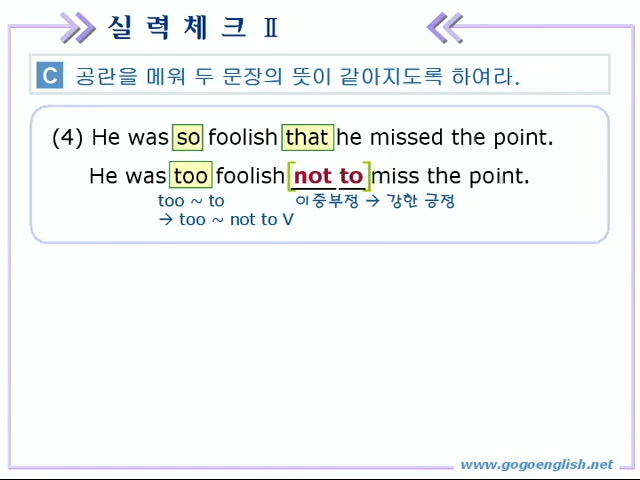 실력체크 Ⅱ
C 공란을 메워 두 문장의 뜻이 같아지도록 하여라.
(4) He was so foolish that he missed the point.
He was too foolish [not to] miss the point.
too ~ to 이중부정 → 강한 긍정
→ too ~ not to V
www.gogoenglish.net